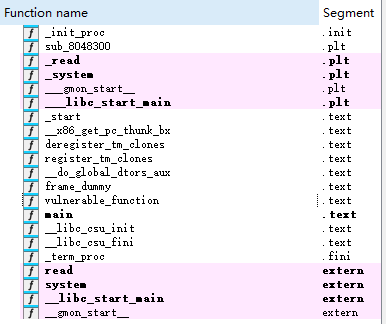 Function name Segment
f _init_proc .init
f sub_8048300 .plt
f _read .plt
f _system .plt
f ___gmon_start__ .plt
f ___libc_start_main .plt
f _start .text
f __x86_get_pc_thunk_bx .text
f deregister_tm_clones .text
f register_tm_clones .text
f __do_global_dtors_aux .text
f frame_dummy .text
f vulnerable_function .text
f main .text
f __libc_csu_init .text
f __libc_csu_fini .text
f _term_proc .fini
f read extern
f system extern
f __libc_start_main extern
f __gmon_start__ extern